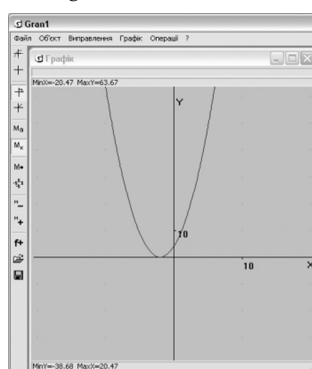 Gran1
Файл Об'єкт Виправлення Графік Операції ?
Графік
MinX=-20.47 MaxY=63.67
Y
10
10
X
MinY=-38.68 MaxX=20.47